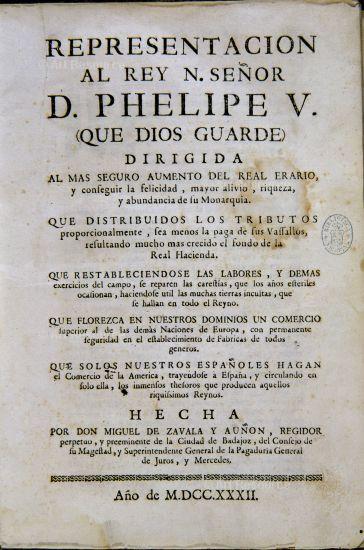 REPRESENTACION
AL REY N. SEÑOR
D. PHELIPE V.
(QUE DIOS GUARDE)
DIRIGIDA
AL MAS SEGURO AUMENTO DEL REAL ERARIO,
y conseguir la felicidad, mayor alivio, riqueza,
y abundancia de su Monarquia.
QUE DISTRIBUIDOS LOS TRIBUTOS
proporcionalmente, sea menos la paga de sus Vassallos,
resultando mucho mas crecido el fondo de la
Real Hacienda.
QUE RESTABLECIENDOSE LAS LABORES, Y DEMAS
exercicios del campo, se reparen las carestias, que los años esteriles
ocasionan, haciendose util las muchas tierras incultas, que
se hallan en todo el Reyno.
QUE FLOREZCA EN NUESTROS DOMINIOS UN COMERCIO
superior al de las demàs Naciones de Europa, con permanente
seguridad en el establecimiento de Fabricas de todos
generos.
QUE SOLOS NUESTROS ESPAÑOLES HAGAN
el Comercio de la America, trayendose à España, y circulando en
solo ella, los inmensos thesoros que producen aquellos
riquissimos Reynos.
HECHA
POR DON MIGUEL DE ZAVALA Y AUÑON, REGIDOR
perpetuo, y preeminente de la Ciudad de Badajoz, del Consejo de
su Magestad, y Superintendente General de la Pagaduria General
de Juros, y Mercedes.
Año de M.DCC.XXXII.